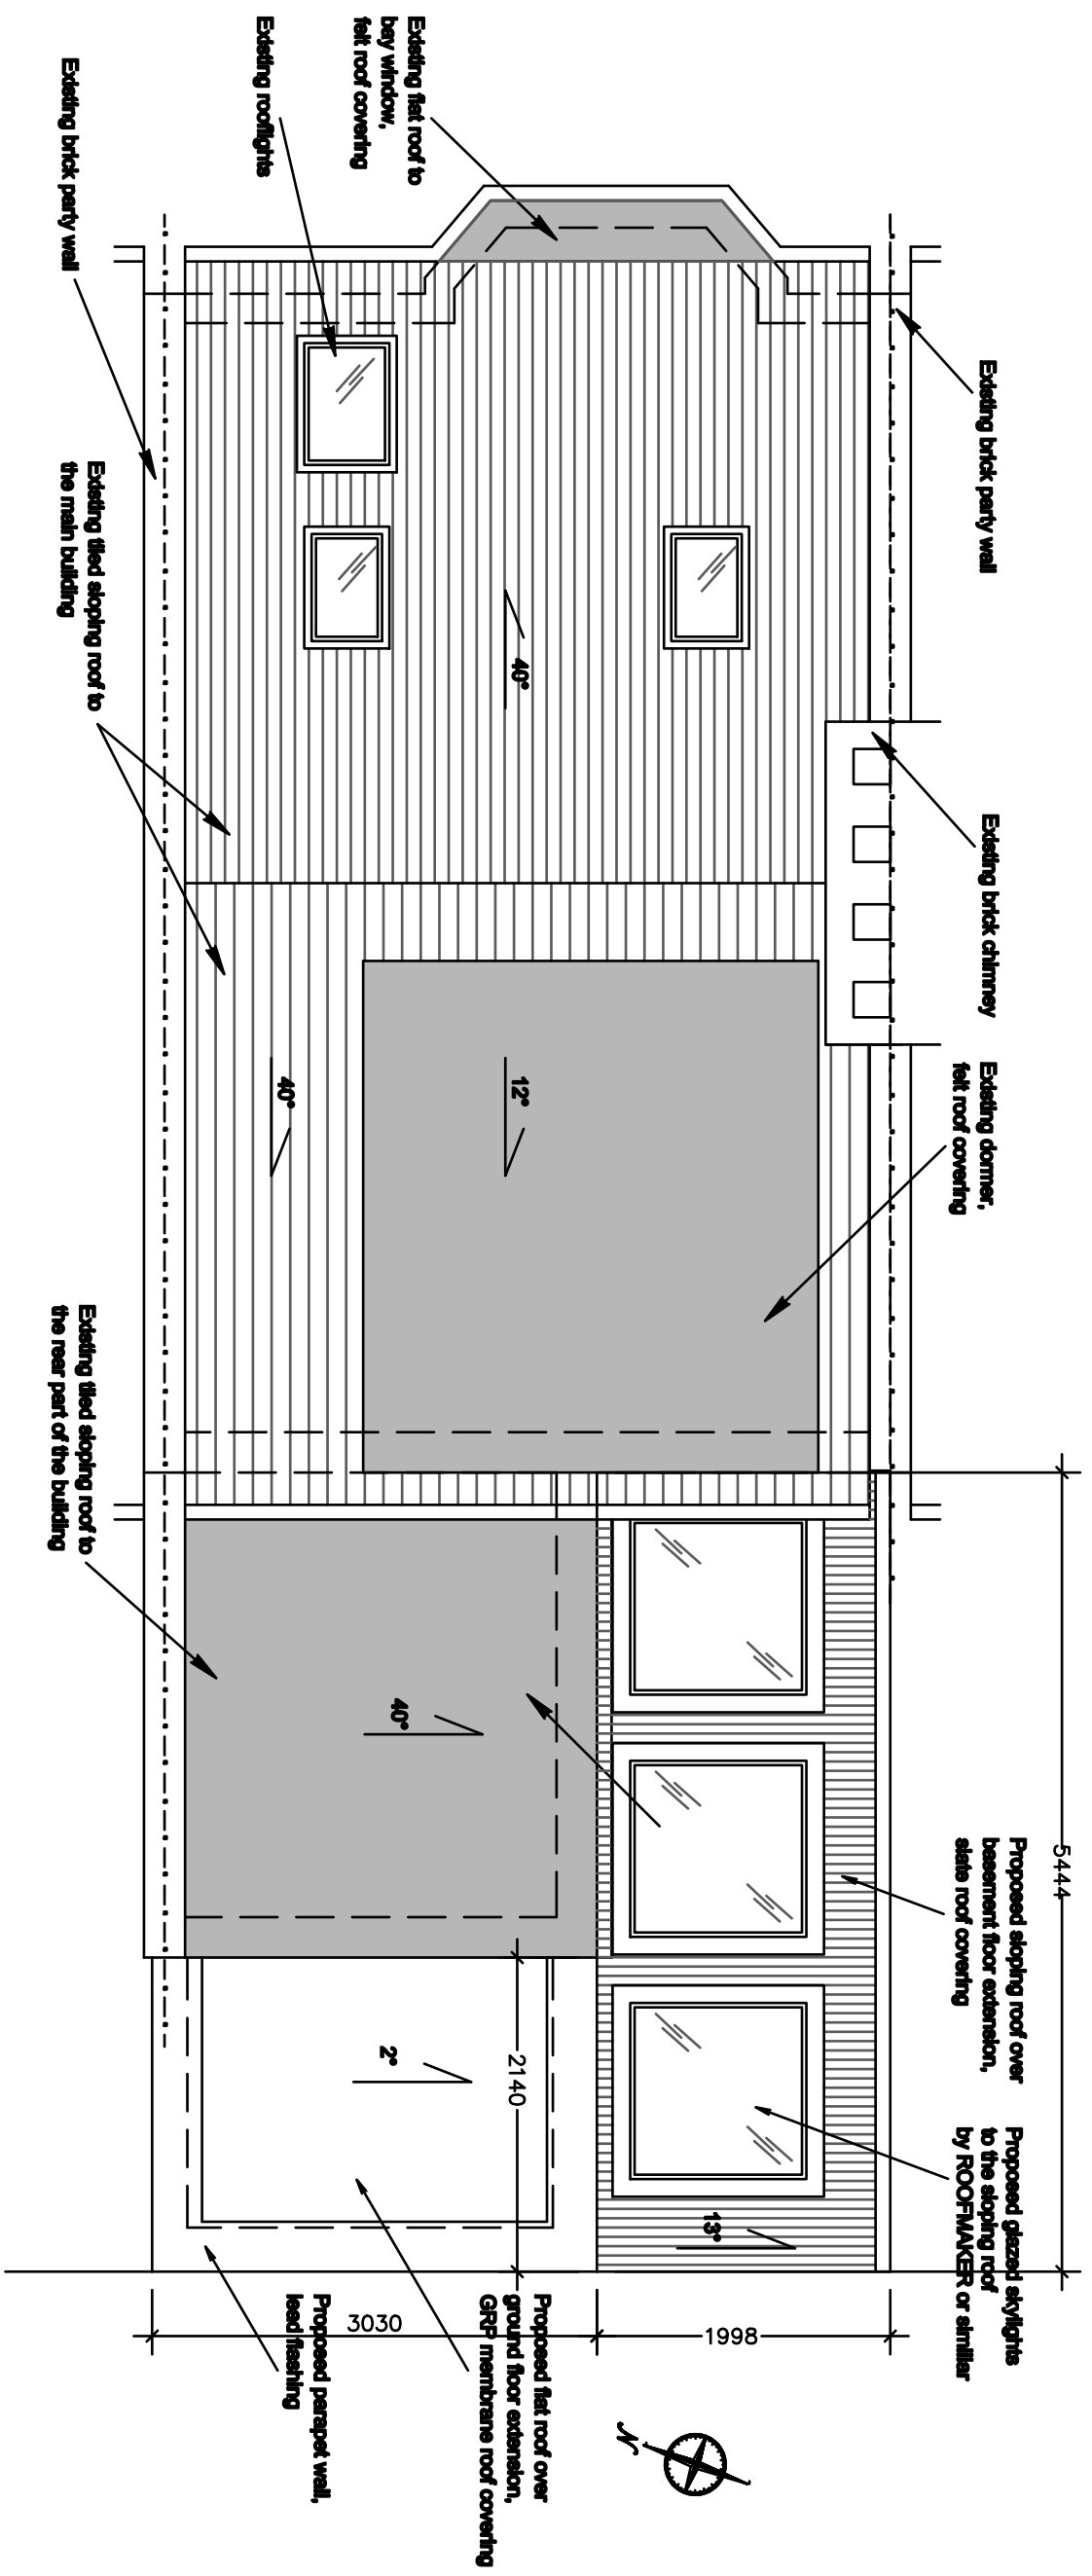 Existing brick party wall
Existing brick chimney
Existing dormer,
felt roof covering
Proposed sloping roof over
basement floor extension,
slate roof covering
Proposed glazed skylights
to the sloping roof
by ROOFMAKER or similar
5444
Existing flat roof to
bay window,
felt roof covering
Existing rooflights
Existing brick party wall
Existing tiled sloping roof to
the main building
Existing tiled sloping roof to
the rear part of the building
40°
12°
40°
40°
2°
13°
2140
1998
3030
Proposed flat roof over
ground floor extension,
GRP membrane roof covering
Proposed parapet wall,
lead flashing
N